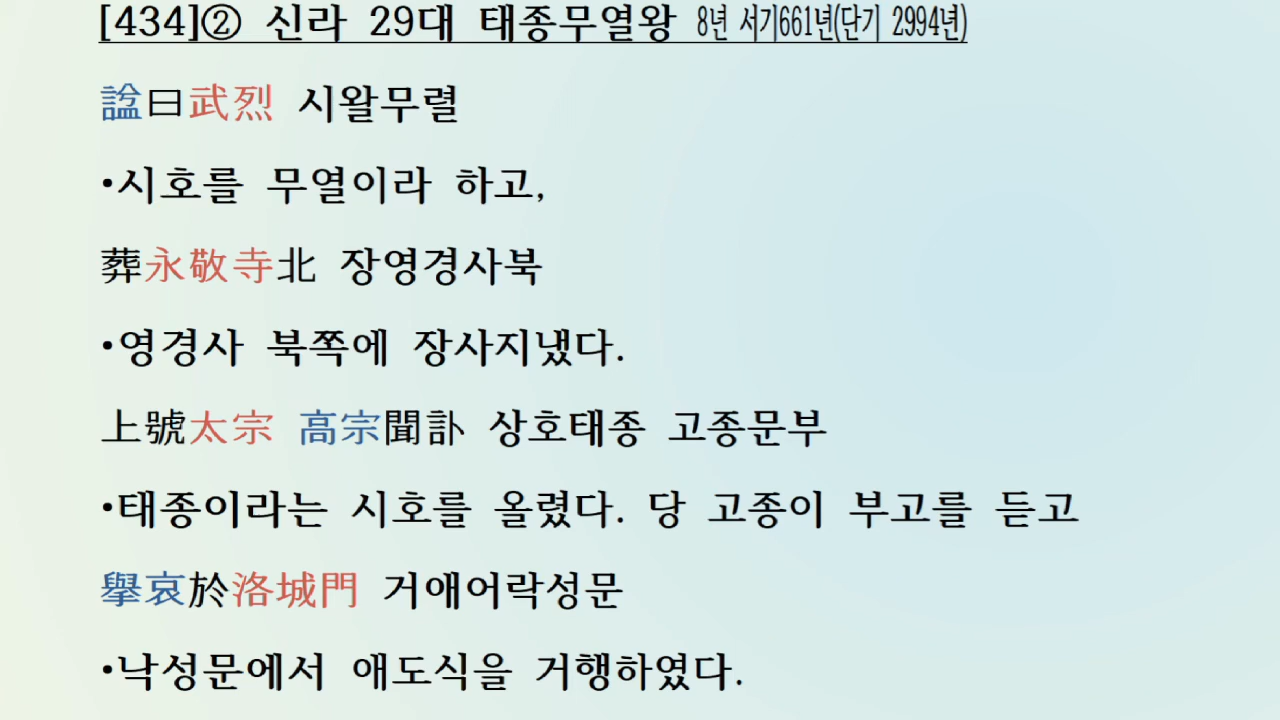 [434]② 신라 29대 태종무열왕 8년 서기661년(단기 2994년)
諡曰武烈 시왈무렬
•시호를 무열이라 하고,
葬永敬寺北 장영경사북
•영경사 북쪽에 장사지냈다.
上號太宗 高宗聞訃 상호태종 고종문부
•태종이라는 시호를 올렸다. 당 고종이 부고를 듣고
擧哀於洛城門 거애어락성문
•낙성문에서 애도식을 거행하였다.